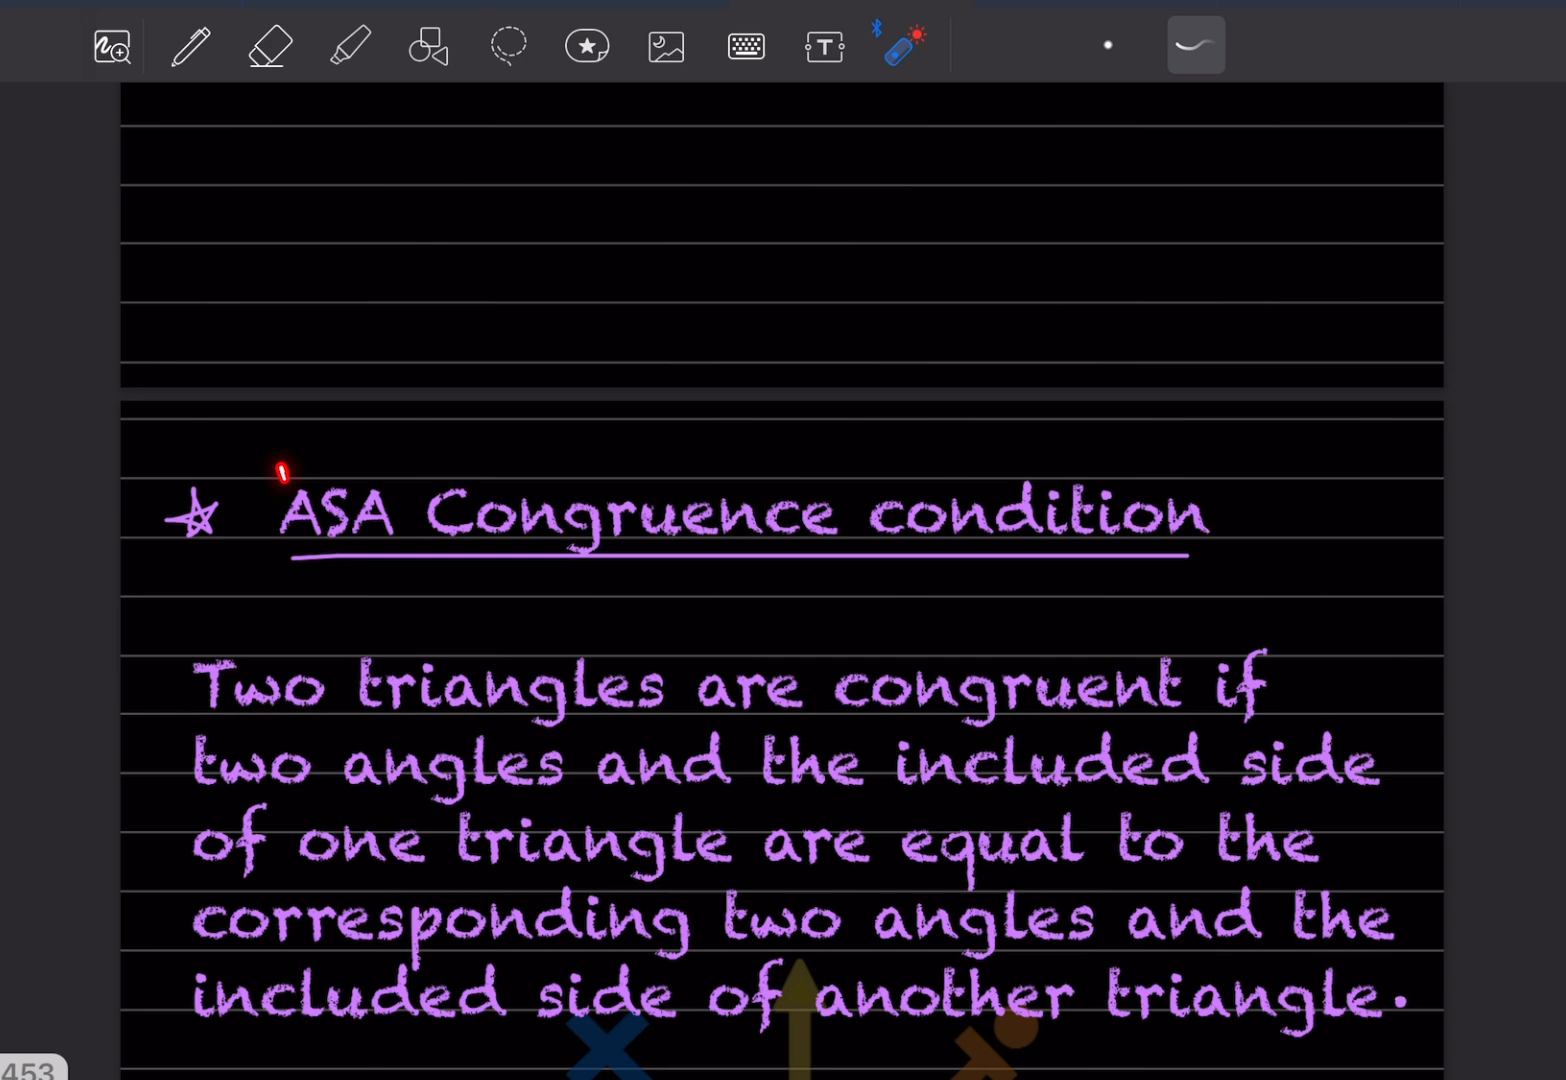 ASA Congruence condition
Two triangles are congruent if
two angles and the included side
of one triangle are equal to the
corresponding two angles and the
included side of another triangle.
453